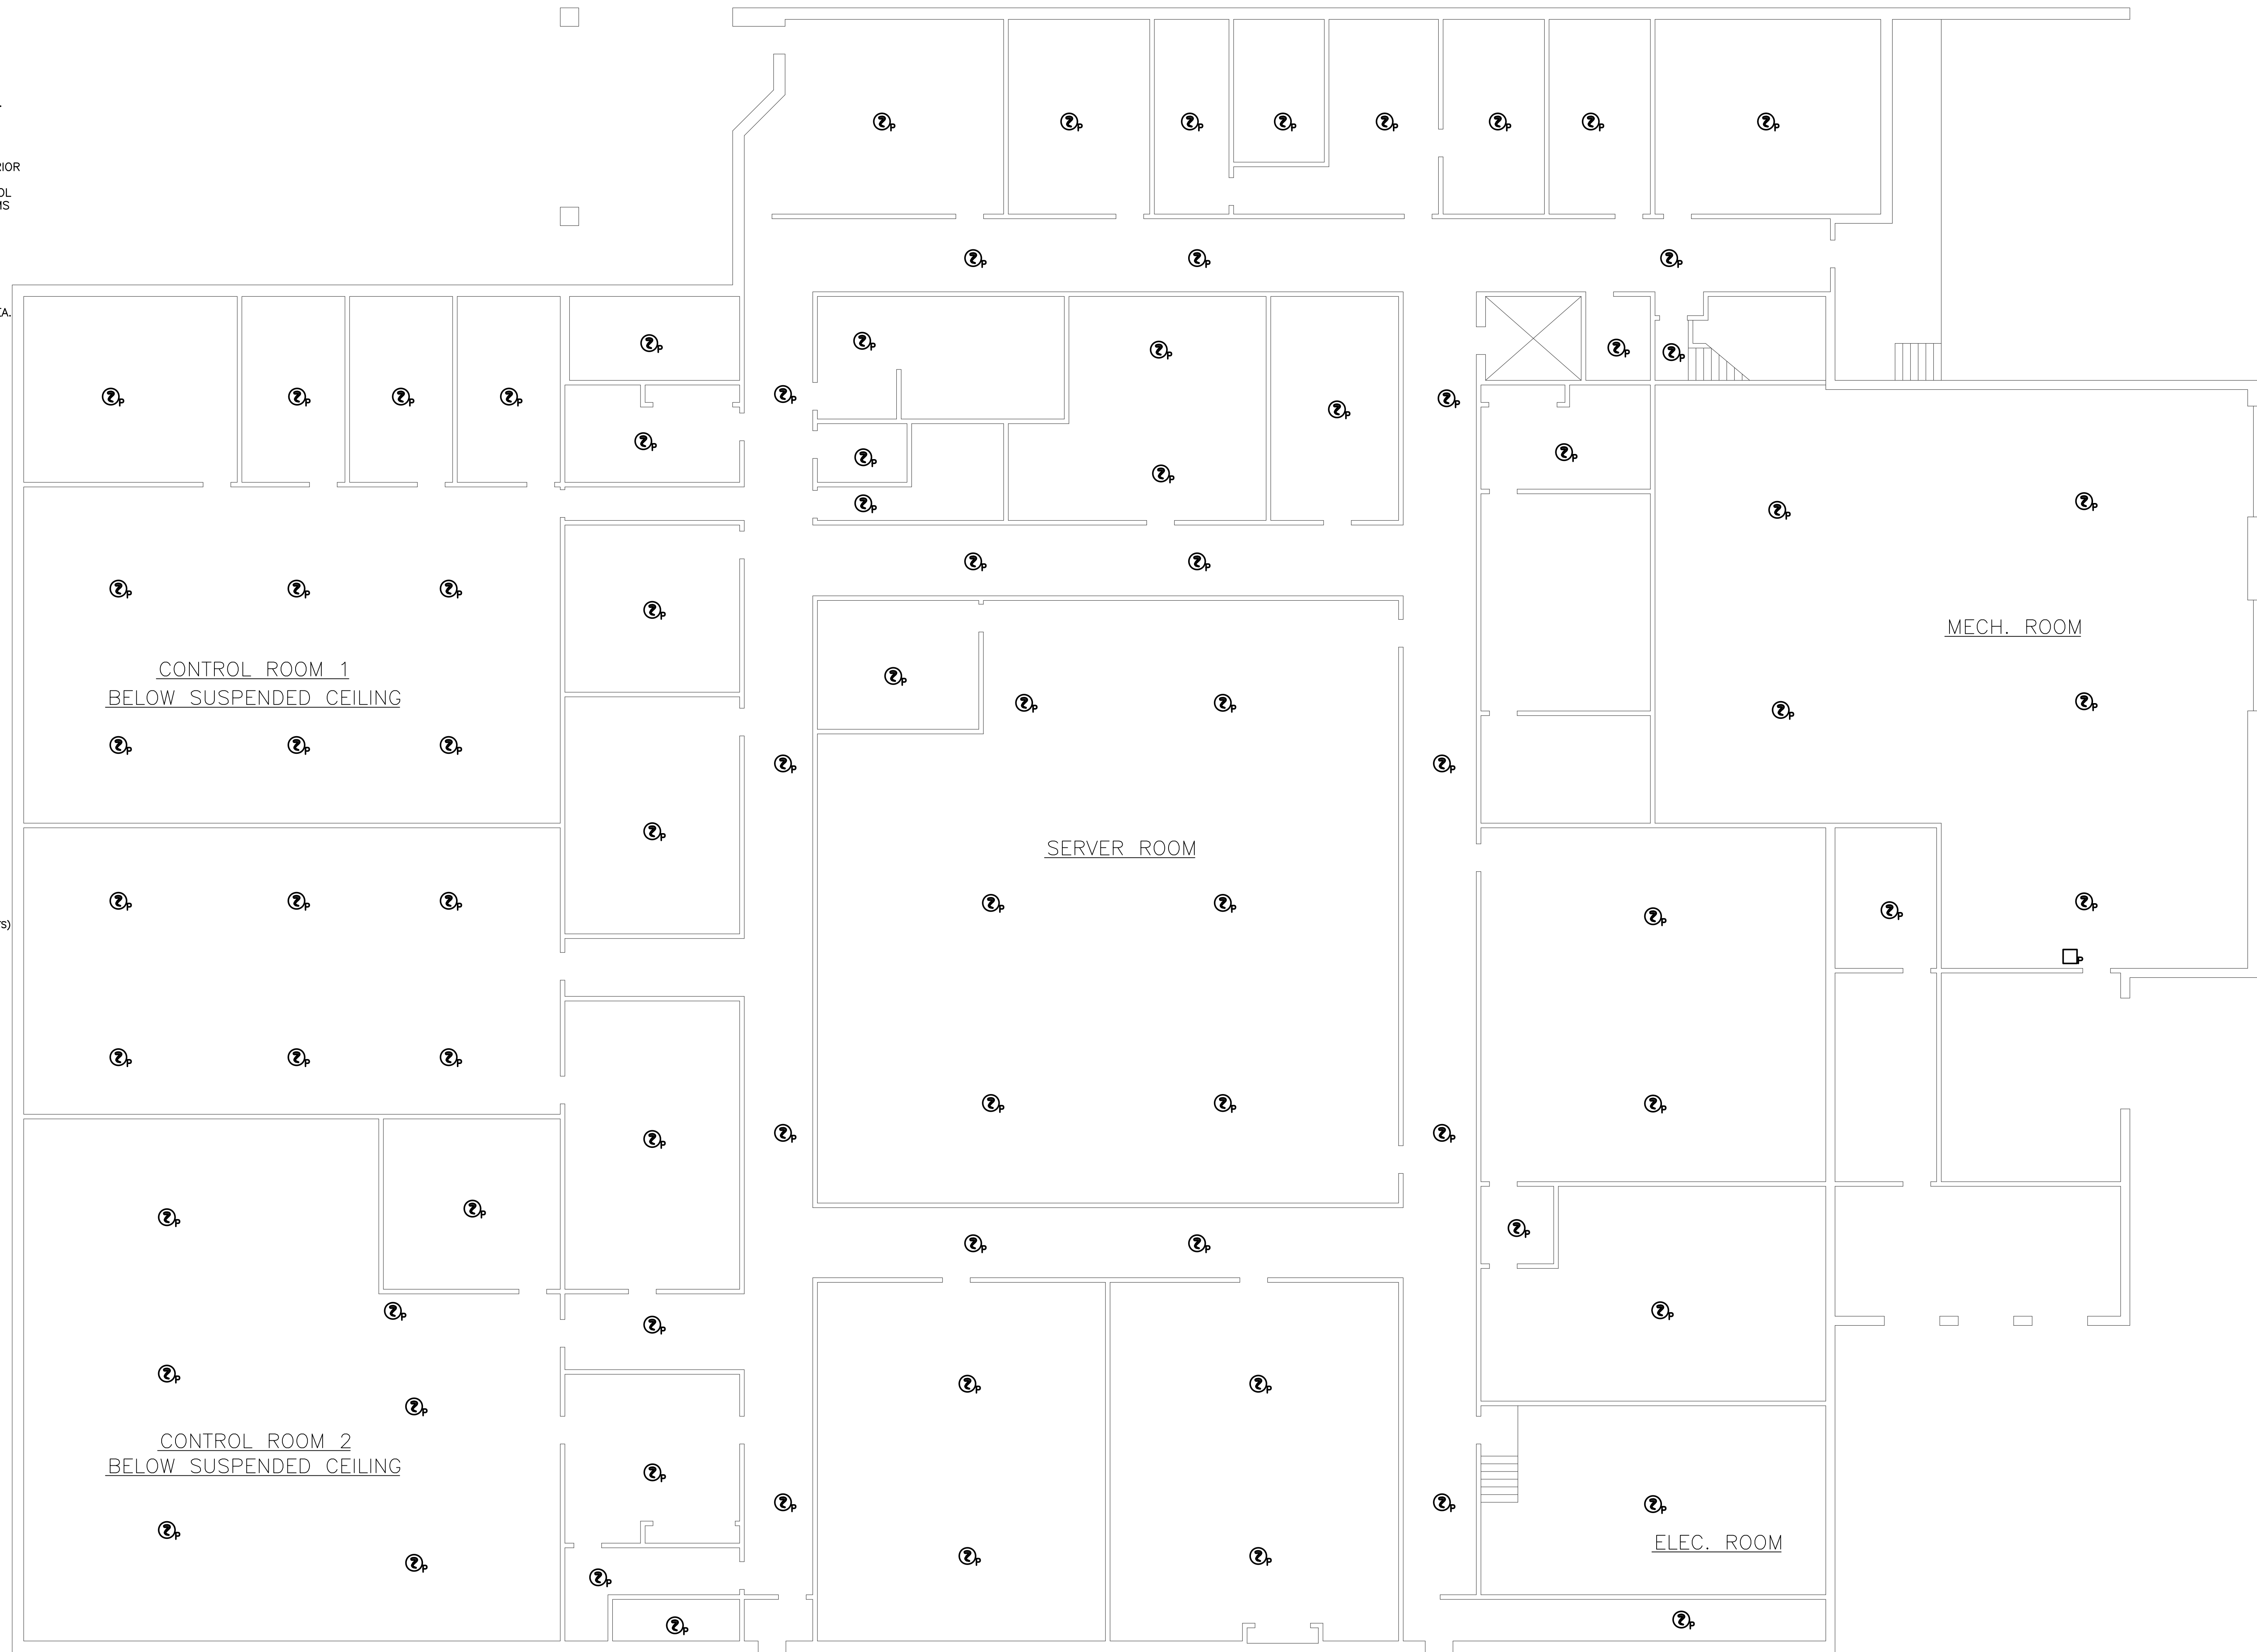 CONTROL ROOM 1
BELOW SUSPENDED CEILING
MECH. ROOM
SERVER ROOM
CONTROL ROOM 2
BELOW SUSPENDED CEILING
ELEC. ROOM